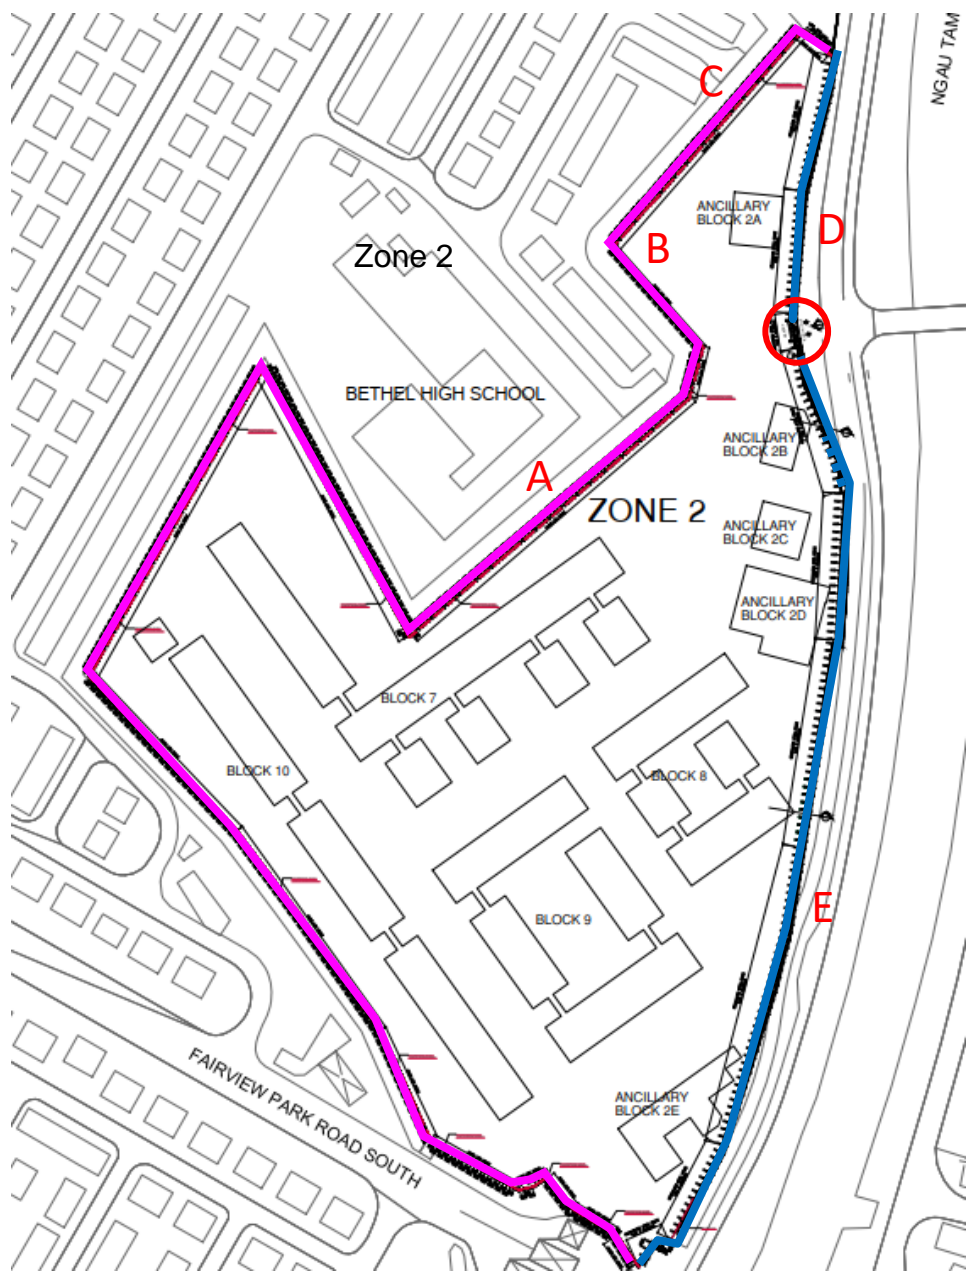 NGAU TAM
C
ANCILLARY
BLOCK 2A
D
B
Zone 2
BETHEL HIGH SCHOOL
ANCILLARY
BLOCK 2B
A
ZONE 2
ANCILLARY
BLOCK 2C
ANCILLARY
BLOCK 2D
BLOCK 7
BLOCK 10
BLOCK 8
E
BLOCK 9
ANCILLARY
BLOCK 2E
FAIRVIEW PARK ROAD SOUTH